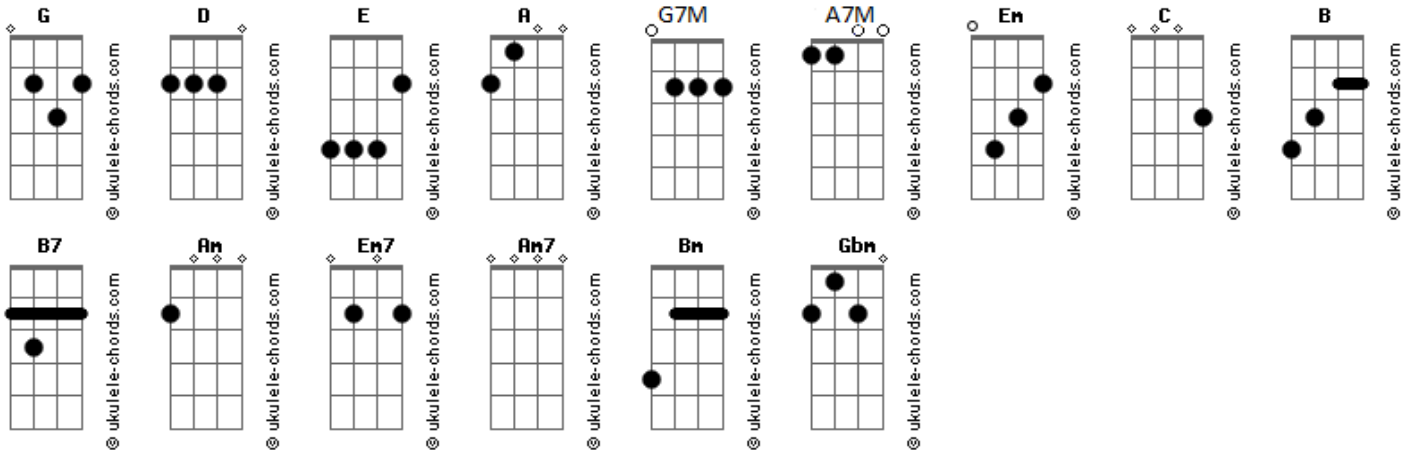 G D E A G7M A7M Em C B
© ukulele-chords.com © ukulele-chords.com © ukulele-chords.com © ukulele-chords.com © ukulele-chords.com © ukulele-chords.com © ukulele-chords.com © ukulele-chords.com © ukulele-chords.com
B7 Am Em7 Am7 Bm Gbm
© ukulele-chords.com © ukulele-chords.com © ukulele-chords.com © ukulele-chords.com © ukulele-chords.com © ukulele-chords.com